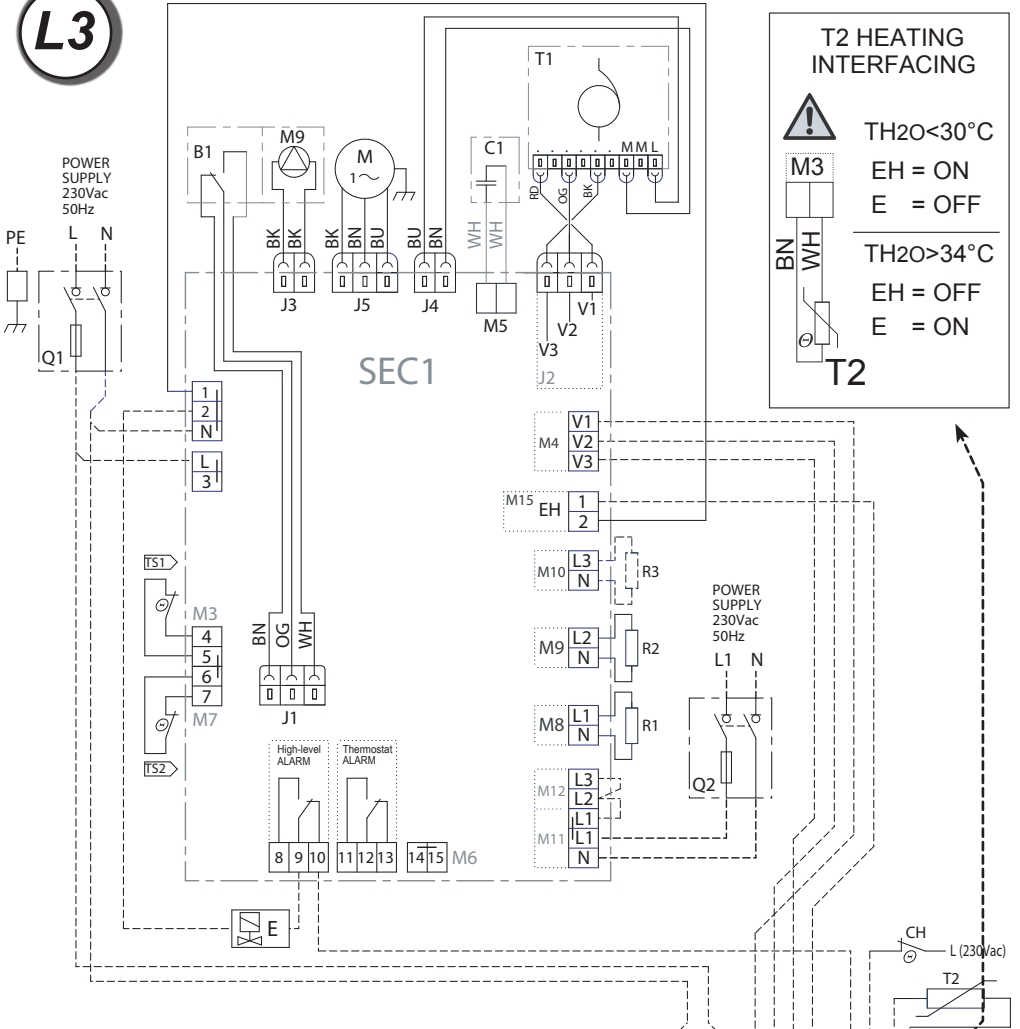 L3
T1
. . . . . . M M L
RD
OG
BK
B1
M9
M
1~
C1
WH
WH
POWER
SUPPLY
230Vac
50Hz
PE
L N
Q1
BK
BK
BK
BN
BU
BU
BN
J3
J5
J4
M5
V1
V2
V3
J2
SEC1
1
2
N
L
3
M4
V1
V2
V3
M15
EH
1
2
M10
L3
N
R3
M9
L2
N
R2
M8
L1
N
R1
M12
L3
L2
M11
L1
L1
N
POWER
SUPPLY
230Vac
50Hz
L1 N
Q2
TS1
Θ
M3
4
5
6
7
M7
Θ
TS2
BN
OG
WH
J1
High-level
ALARM
Thermostat
ALARM
8 9 10
11 12 13
14 15
M6
E
CH
Θ
L (230Vac)
T2
T2 HEATING
INTERFACING
!
M3
BN
WH
Θ
T2
TH2O<30°C
EH = ON
E = OFF
TH2O>34°C
EH = OFF
E = ON